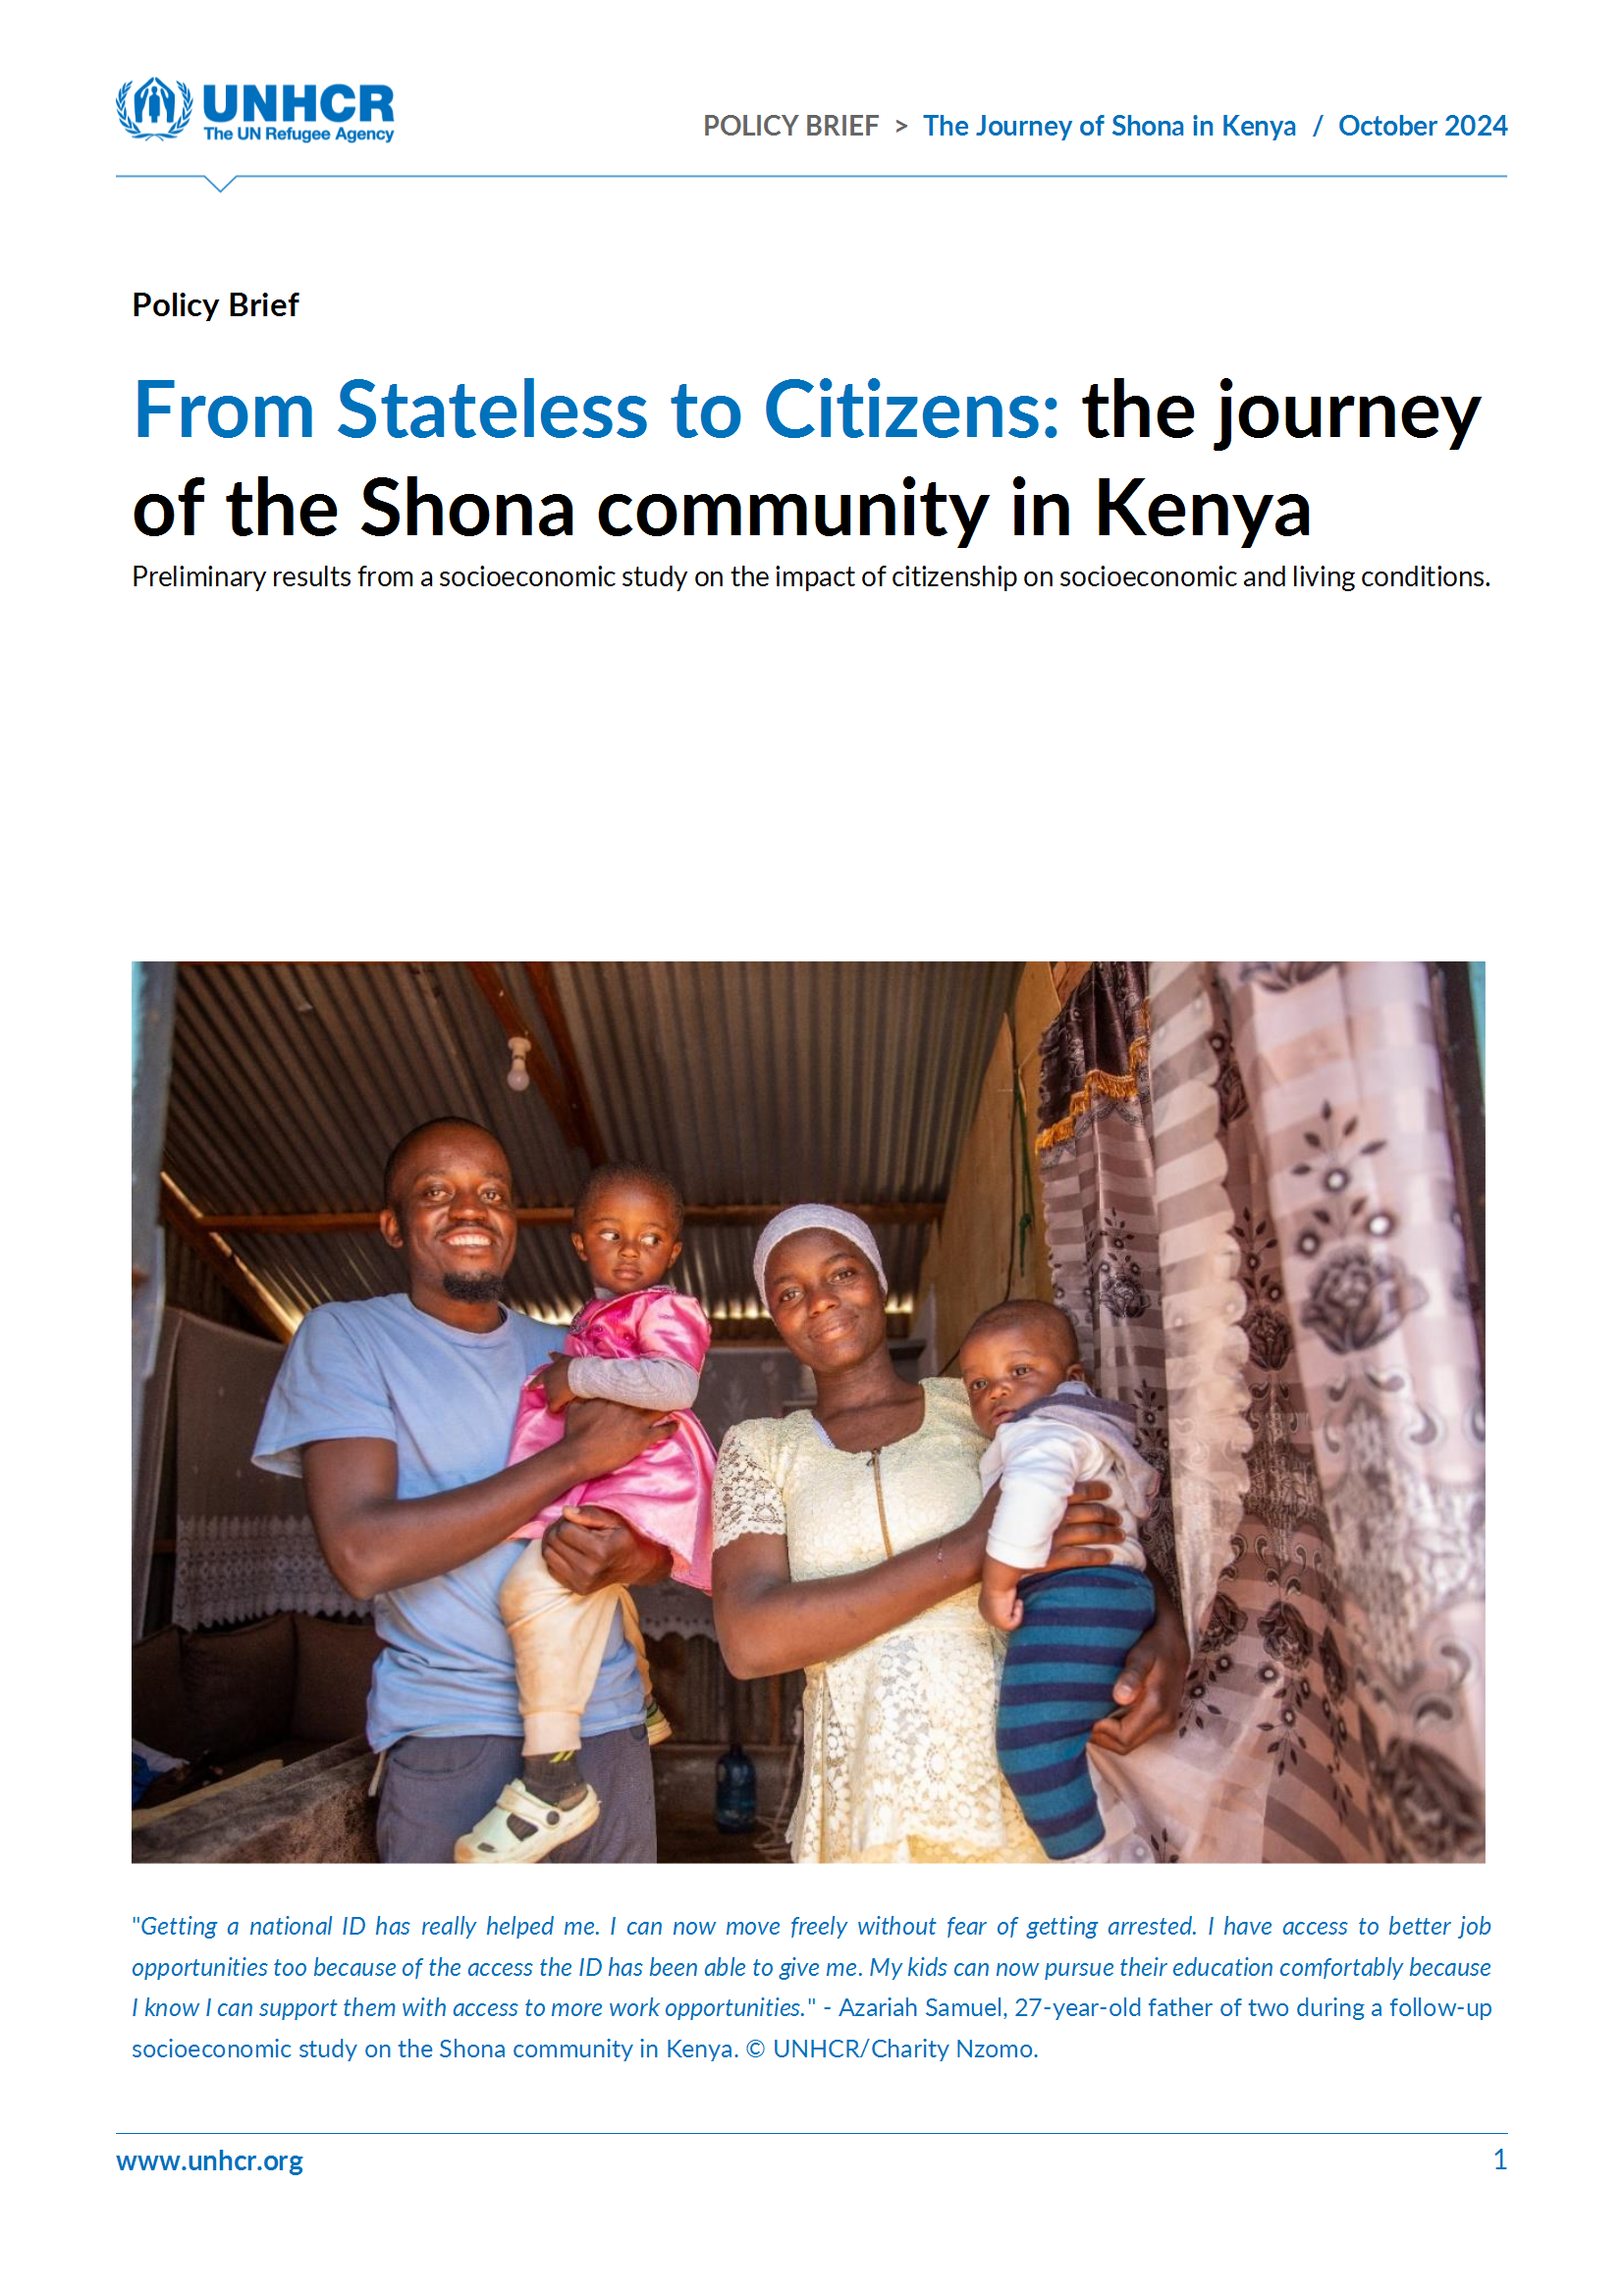 UNHCR
The UN Refugee Agency
POLICY BRIEF > The Journey of Shona in Kenya / October 2024
Policy Brief
From Stateless to Citizens: the journey
of the Shona community in Kenya
Preliminary results from a socioeconomic study on the impact of citizenship on socioeconomic and living conditions.
"Getting a national ID has really helped me. I can now move freely without fear of getting arrested. I have access to better job
opportunities too because of the access the ID has been able to give me. My kids can now pursue their education comfortably because
I know I can support them with access to more work opportunities." - Azariah Samuel, 27-year-old father of two during a follow-up
socioeconomic study on the Shona community in Kenya. © UNHCR/Charity Nzomo.
www.unhcr.org
1